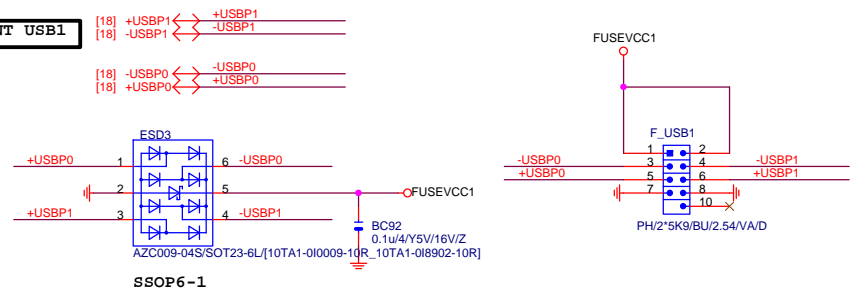 NT USB1
[18] +USBP1 +USBP1
[18] -USBP1 -USBP1
[18] -USBP0 -USBP0
[18] +USBP0 +USBP0
FUSEVCC1
ESD3
+USBP0 1 6 -USBP0
2 5 FUSEVCC1
+USBP1 3 4 -USBP1
BC92
0.1u/4/Y5V/16V/Z
AZC009-04S/SOT23-6L/[10TA1-0I0009-10R_10TA1-0I8902-10R]
SSOP6-1
F_USB1
1 2
-USBP0 3 4 -USBP1
+USBP0 5 6 +USBP1
7 8
10
PH/2*5K9/BU/2.54/VA/D